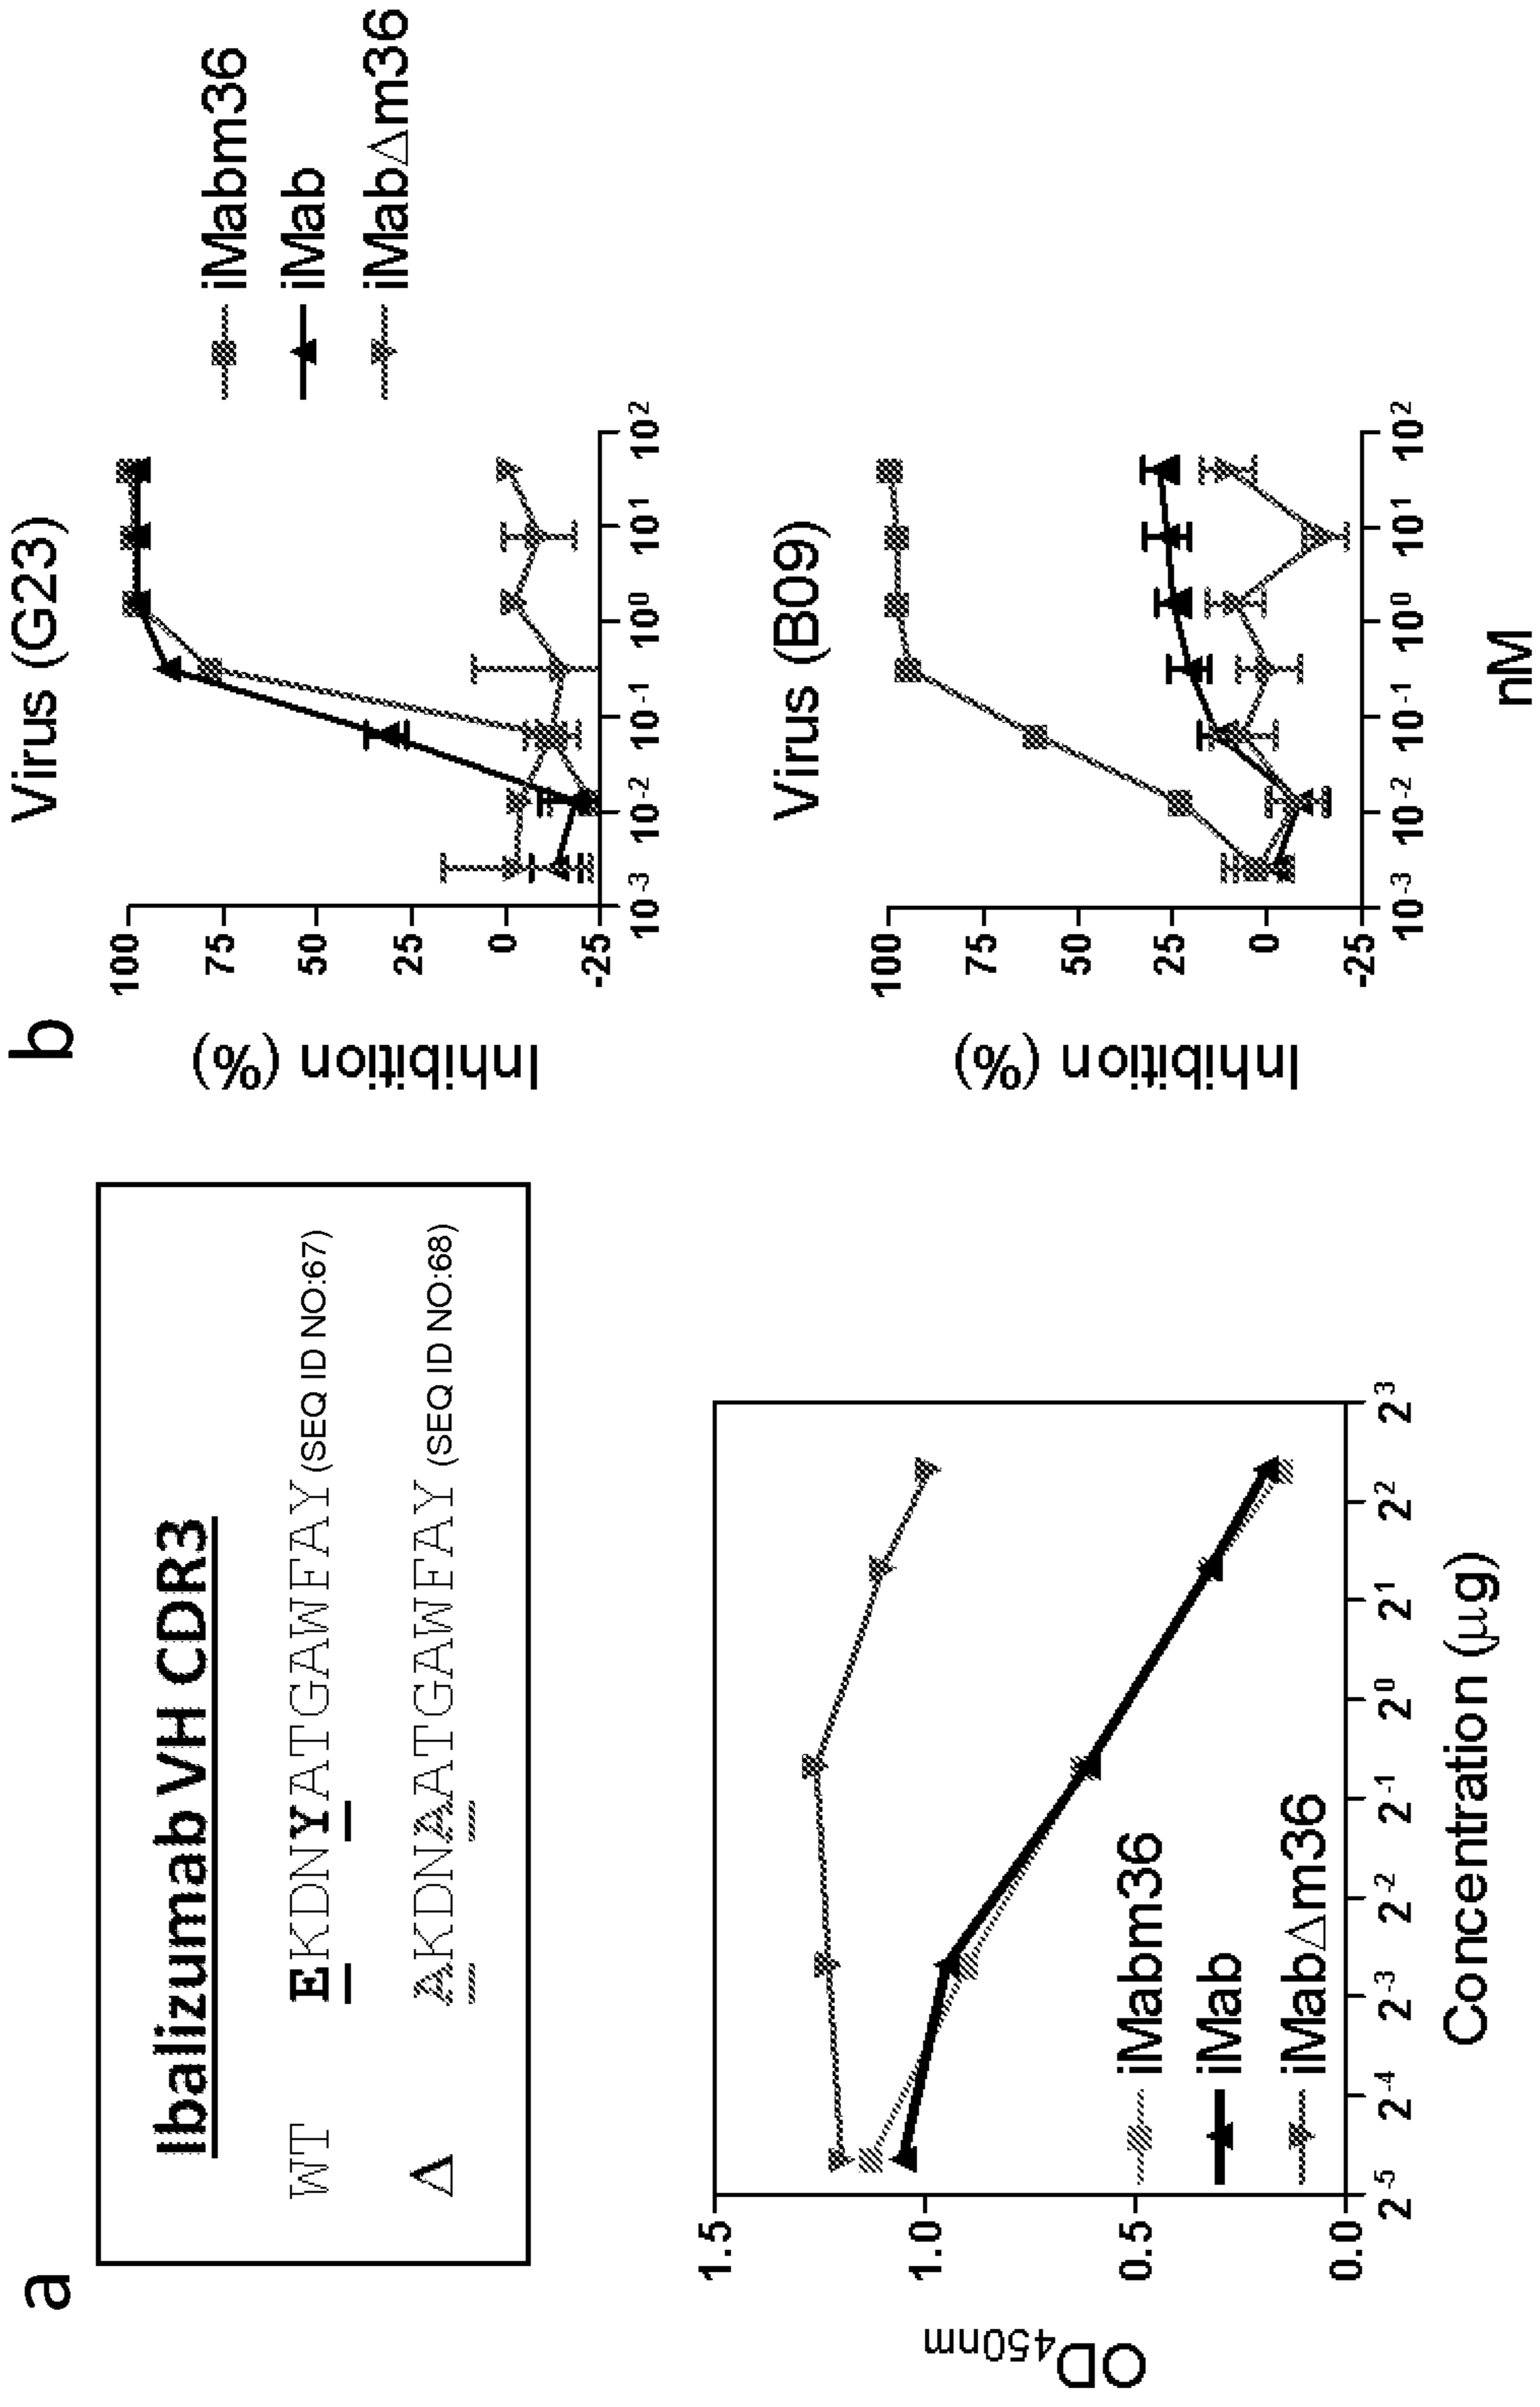 a
Ibalizumab VH CDR3
WT EKDNYATGAWFAY (SEQ ID NO:67)
Δ AKDNAATGAWFAY (SEQ ID NO:68)
OD450nm
1.5
1.0
0.5
0.0
iMabm36
iMab
iMabΔm36
2-5 2-4 2-3 2-2 2-1 20 21 22 23
Concentration (μg)
b
Virus (G23)
Inhibition (%)
100
75
50
25
0
-25
10-3 10-2 10-1 100 101 102
iMabm36
iMab
iMabΔm36
Virus (B09)
Inhibition (%)
100
75
50
25
0
-25
10-3 10-2 10-1 100 101 102
nM